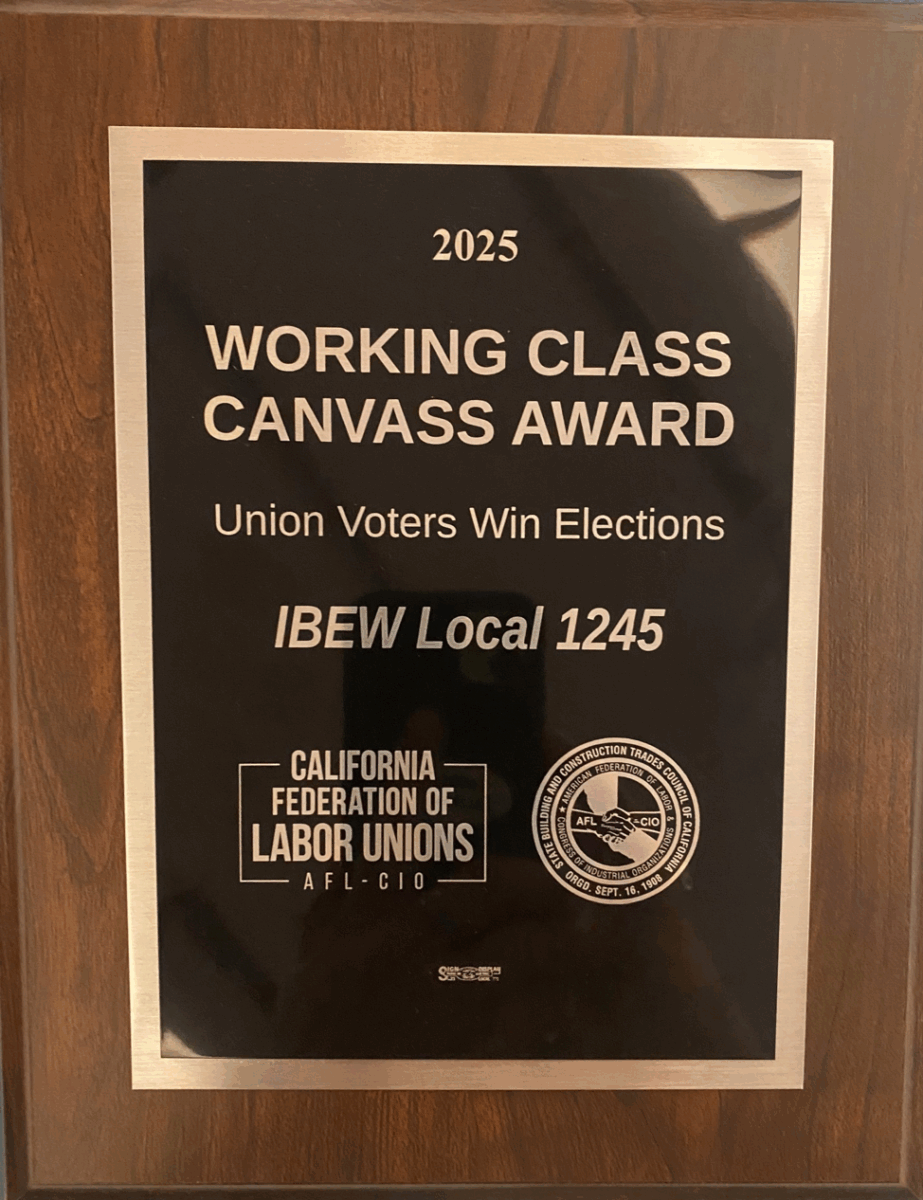 2025
WORKING CLASS
CANVASS AWARD
Union Voters Win Elections
IBEW Local 1245
CALIFORNIA
FEDERATION OF
LABOR UNIONS
AFL-CIO
STATE BUILDING AND CONSTRUCTION TRADES COUNCIL OF CALIFORNIA
★ AMERICAN FEDERATION OF LABOR &
CONGRESS OF INDUSTRIAL ORGANIZATIONS
AFL-CIO
ORGD. SEPT. 16, 1908